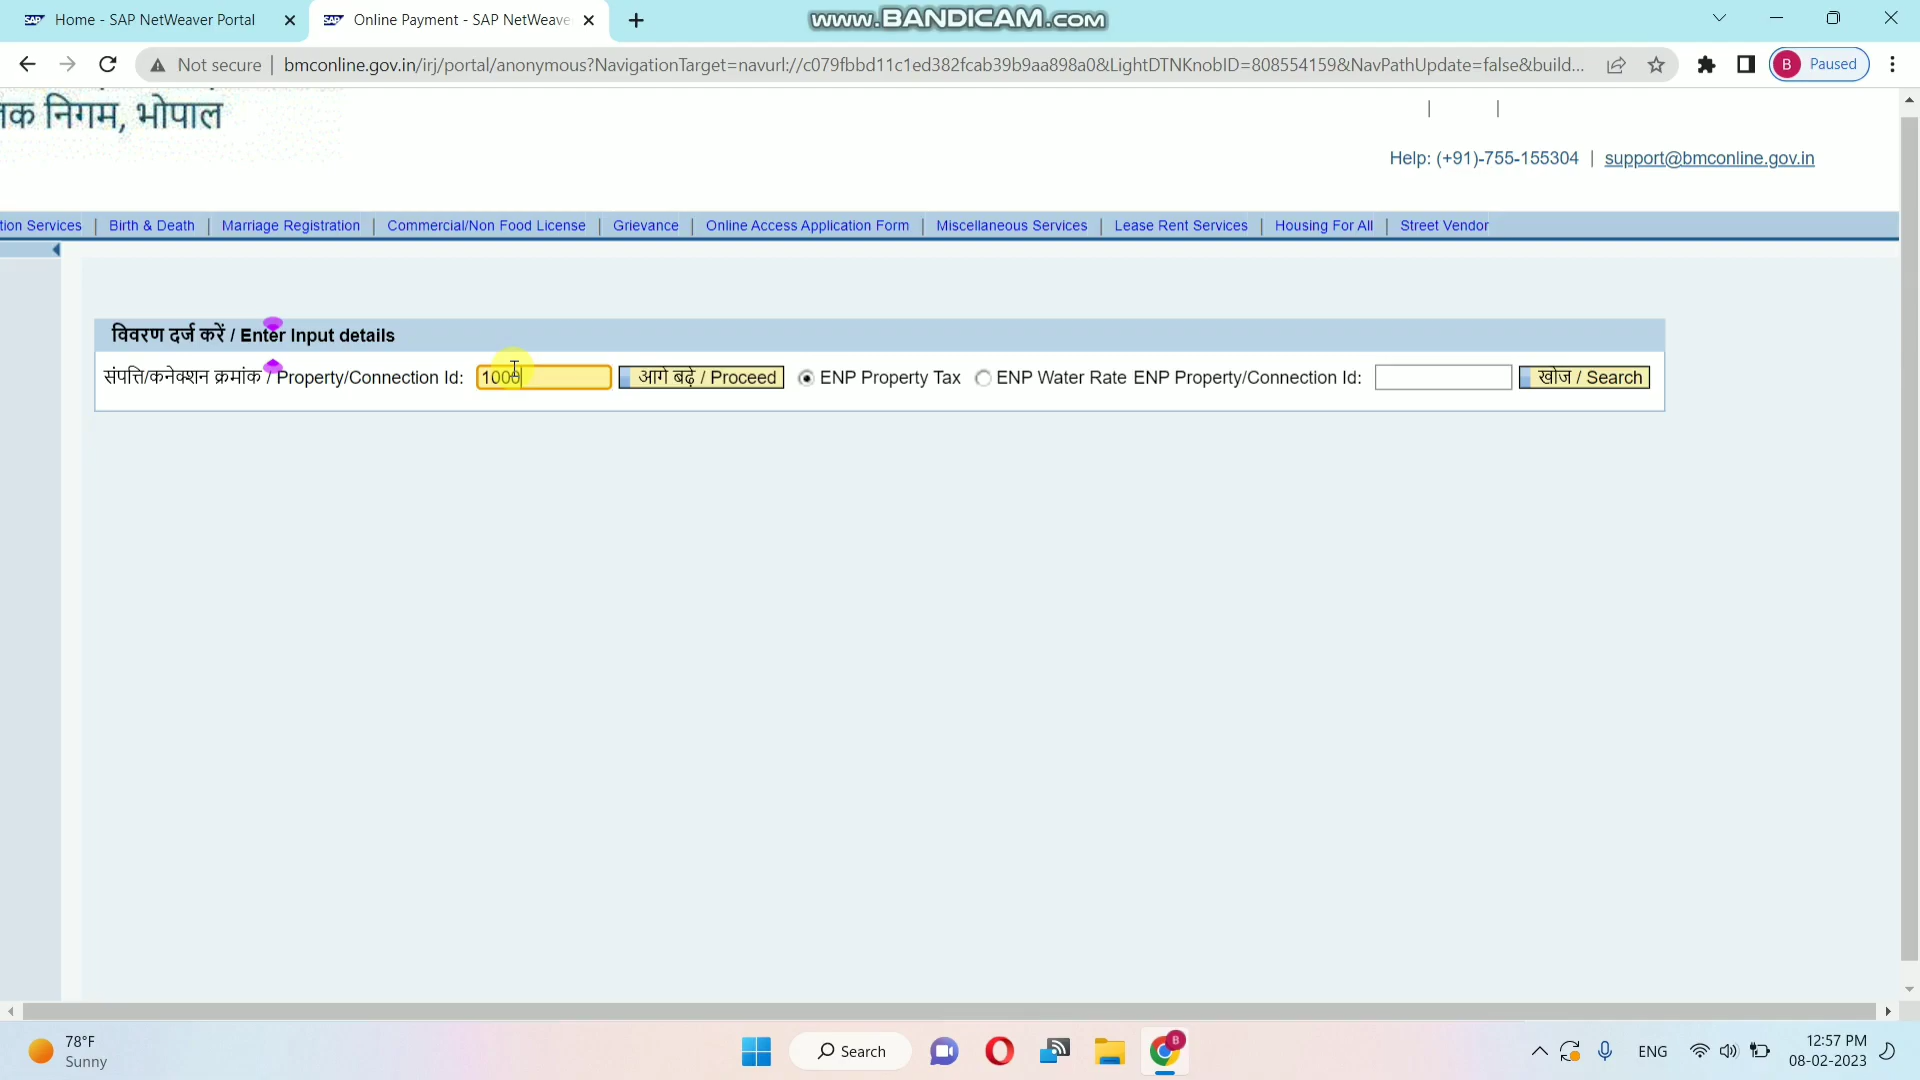 Home - SAP NetWeaver Portal
Online Payment - SAP NetWeave
www.BANDICAM.com
Not secure
bmconline.gov.in/irj/portal/anonymous?NavigationTarget=navurl://c079fbbd11c1ed382fcab39b9aa898a0&LightDTNKnobID=808554159&NavPathUpdate=false&build...
B Paused
क निगम, भोपाल
| |
Help: (+91)-755-155304 | support@bmconline.gov.in
tion Services | Birth & Death | Marriage Registration | Commercial/Non Food License | Grievance | Online Access Application Form | Miscellaneous Services | Lease Rent Services | Housing For All | Street Vendor
विवरण दर्ज करें / Enter Input details
संपत्ति/कनेक्शन क्रमांक / Property/Connection Id: 1000 आगे बढ़े / Proceed ENP Property Tax ENP Water Rate ENP Property/Connection Id: खोज / Search
78°F
Sunny
Search
B
ENG
12:57 PM
08-02-2023